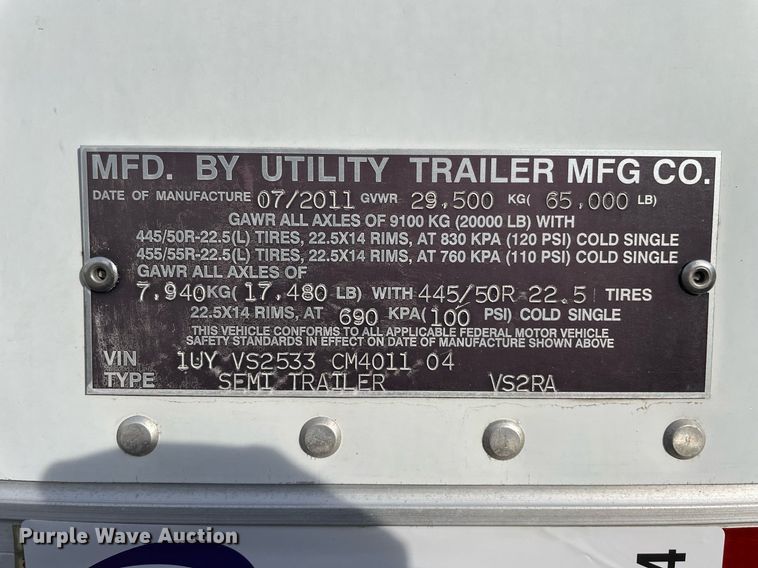 MFD. BY UTILITY TRAILER MFG CO.
DATE OF MANUFACTURE 07/2011 GVWR 29,500 KG( 65,000 LB)
GAWR ALL AXLES OF 9100 KG (20000 LB) WITH
445/50R-22.5(L) TIRES, 22.5X14 RIMS, AT 830 KPA (120 PSI) COLD SINGLE
455/55R-22.5(L) TIRES, 22.5X14 RIMS, AT 760 KPA (110 PSI) COLD SINGLE
GAWR ALL AXLES OF
7,940KG( 17,480 LB) WITH 445/50R-22.5 TIRES
22.5X14 RIMS, AT 690 KPA(100 PSI) COLD SINGLE
THIS VEHICLE CONFORMS TO ALL APPLICABLE FEDERAL MOTOR VEHICLE
SAFETY STANDARDS IN EFFECT ON DATE OF MANUFACTURE SHOWN ABOVE
VIN 1UY VS2533 CM4011 04
TYPE SEMI TRAILER VS2RA
Purple Wave Auction
4